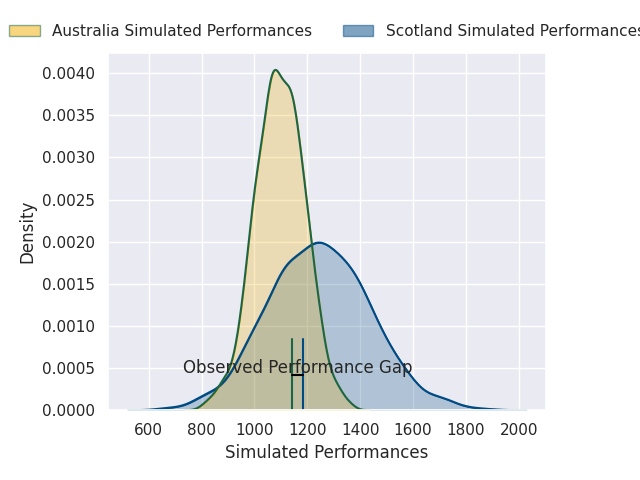 Australia Simulated Performances
Scotland Simulated Performances
0.0040
0.0035
0.0030
0.0025
0.0020
0.0015
0.0010
0.0005
0.0000
Density
Observed Performance Gap
600 800 1000 1200 1400 1600 1800 2000
Simulated Performances